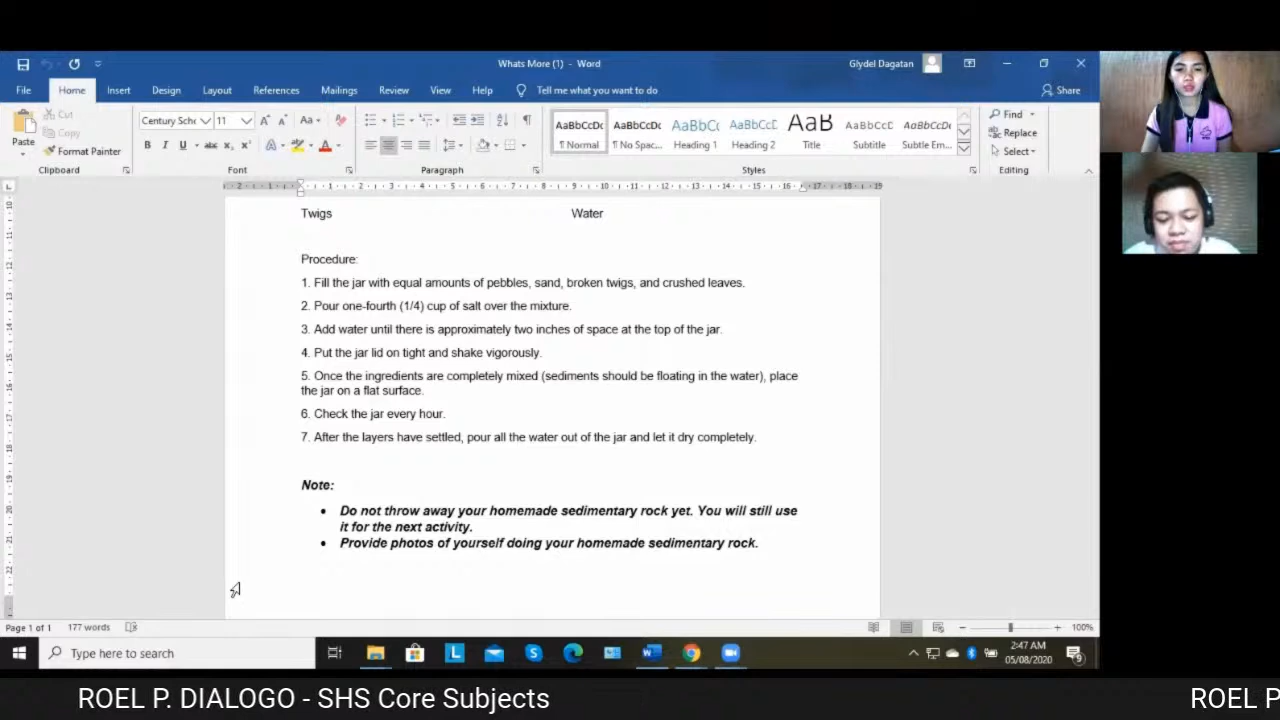 Whats More (1) - Word
Glydel Dagatan
File Home Insert Design Layout References Mailings Review View Help Tell me what you want to do Share
Paste
Cut
Copy
Format Painter
Clipboard
Century Sch 11
Font
Paragraph
AaBbCcDc AaBbCcDc AaBbCc AaBbCcD AaB AaBbCcD AaBbCcDc
¶ Normal ¶ No Spac... Heading 1 Heading 2 Title Subtitle Subtle Em...
Styles
Find
Replace
Select
Editing
Twigs Water
Procedure:
1. Fill the jar with equal amounts of pebbles, sand, broken twigs, and crushed leaves.
2. Pour one-fourth (1/4) cup of salt over the mixture.
3. Add water until there is approximately two inches of space at the top of the jar.
4. Put the jar lid on tight and shake vigorously.
5. Once the ingredients are completely mixed (sediments should be floating in the water), place
the jar on a flat surface.
6. Check the jar every hour.
7. After the layers have settled, pour all the water out of the jar and let it dry completely.
Note:
• Do not throw away your homemade sedimentary rock yet. You will still use
it for the next activity.
• Provide photos of yourself doing your homemade sedimentary rock.
Page 1 of 1 177 words 100%
Type here to search
2:47 AM
05/08/2020
ROEL P. DIALOGO - SHS Core Subjects ROEL P